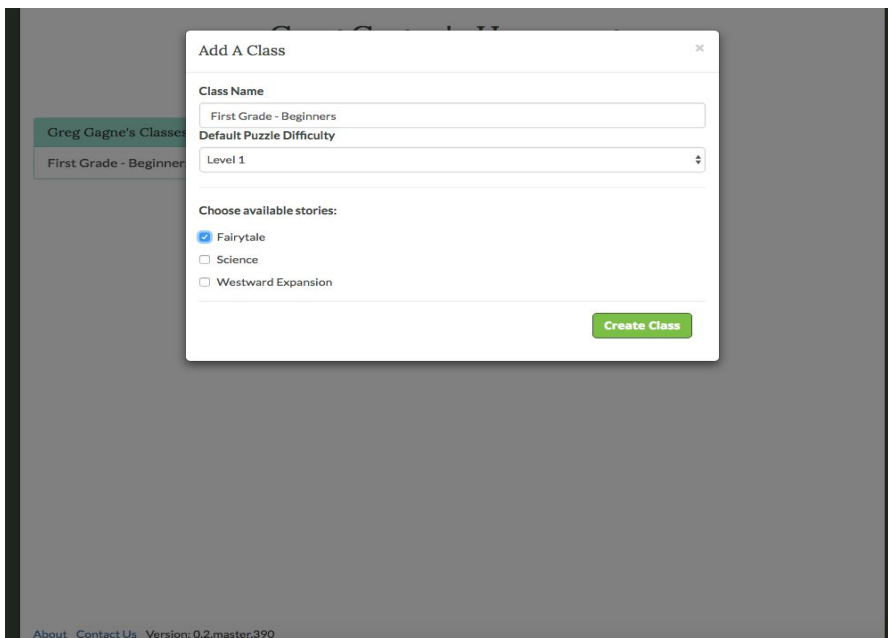 Add A Class ×
Class Name
First Grade - Beginners
Default Puzzle Difficulty
Level 1
Choose available stories:
Fairytale
Science
Westward Expansion
Create Class
Greg Gagne's Classes
First Grade - Beginner
About Contact Us Version: 0.2.master.390